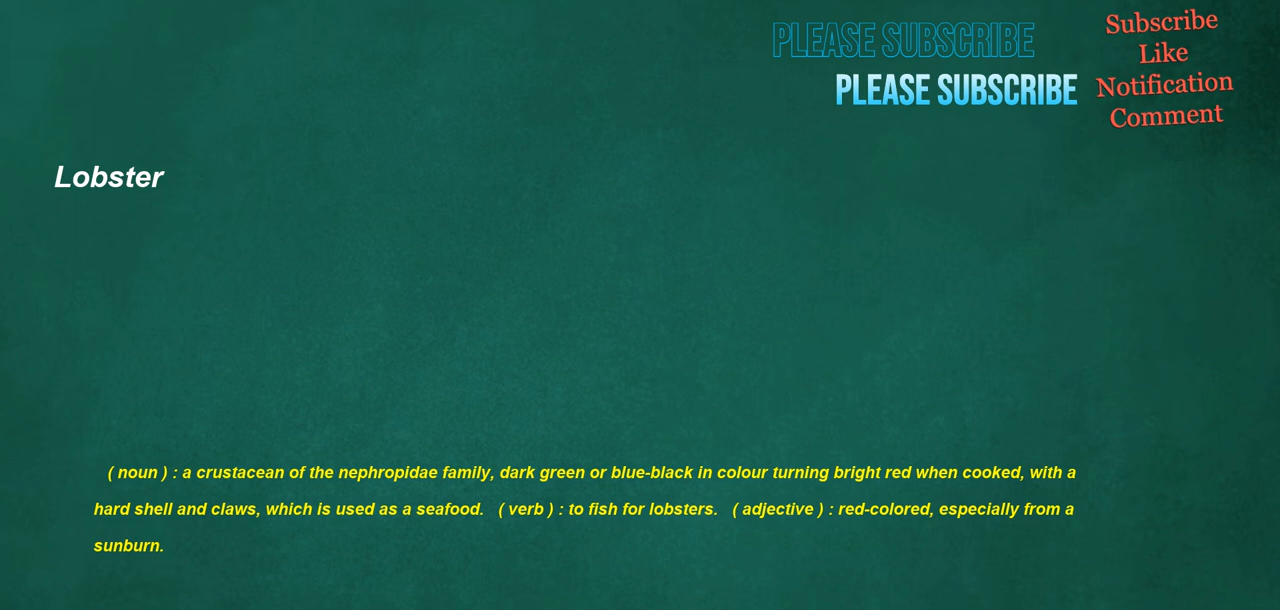 PLEASE SUBSCRIBE
PLEASE SUBSCRIBE
Subscribe
Like
Notification
Comment
Lobster
( noun ) : a crustacean of the nephropidae family, dark green or blue-black in colour turning bright red when cooked, with a
hard shell and claws, which is used as a seafood. ( verb ) : to fish for lobsters. ( adjective ) : red-colored, especially from a
sunburn.